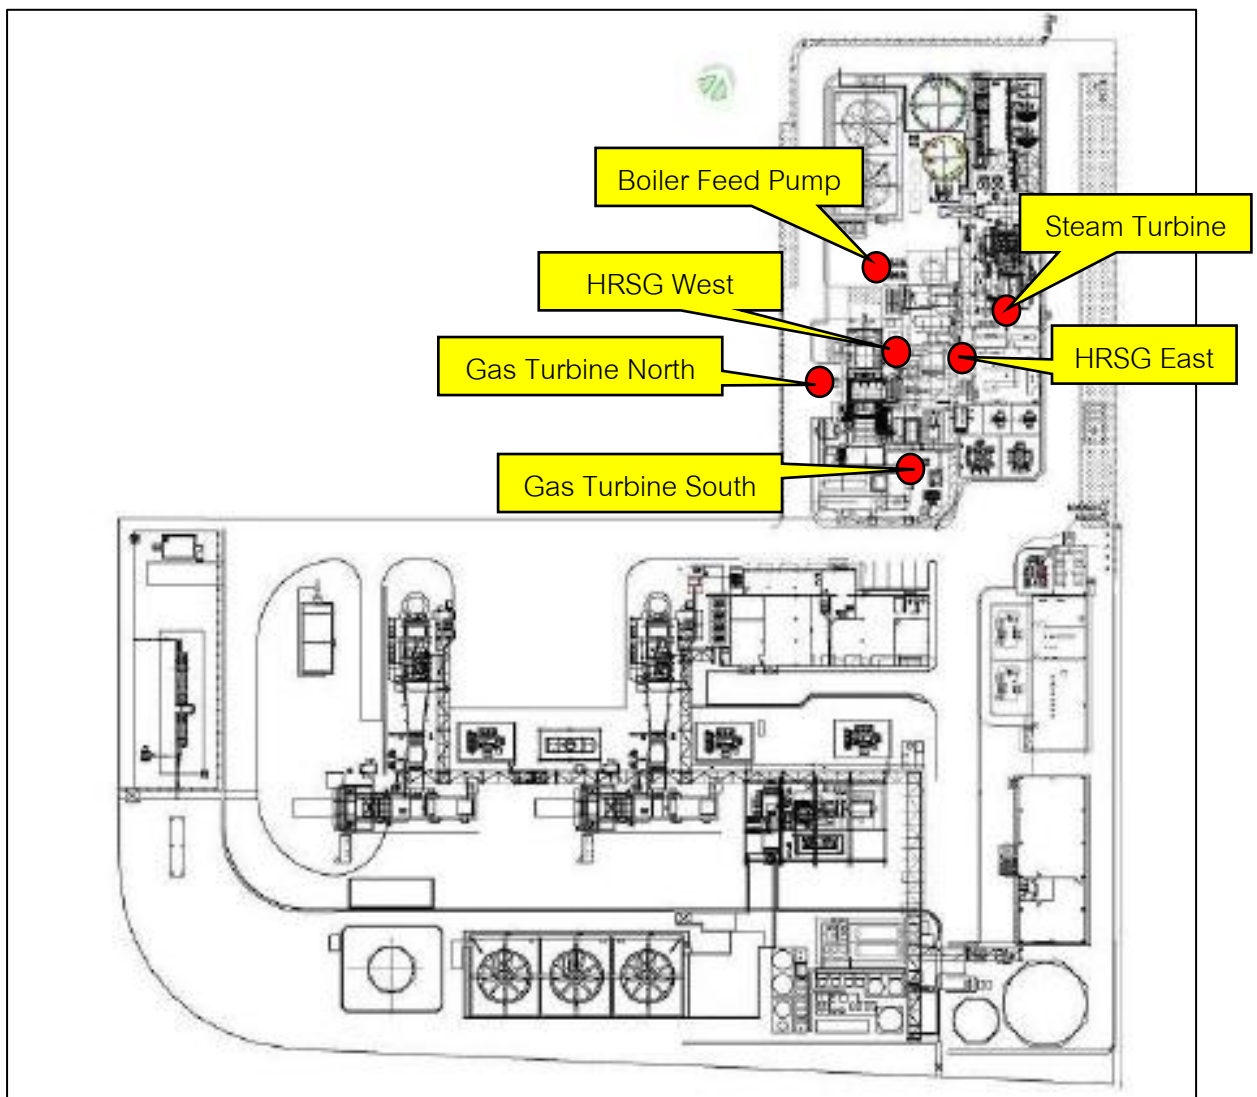 Boiler Feed Pump
Steam Turbine
HRSG West
HRSG East
Gas Turbine North
Gas Turbine South